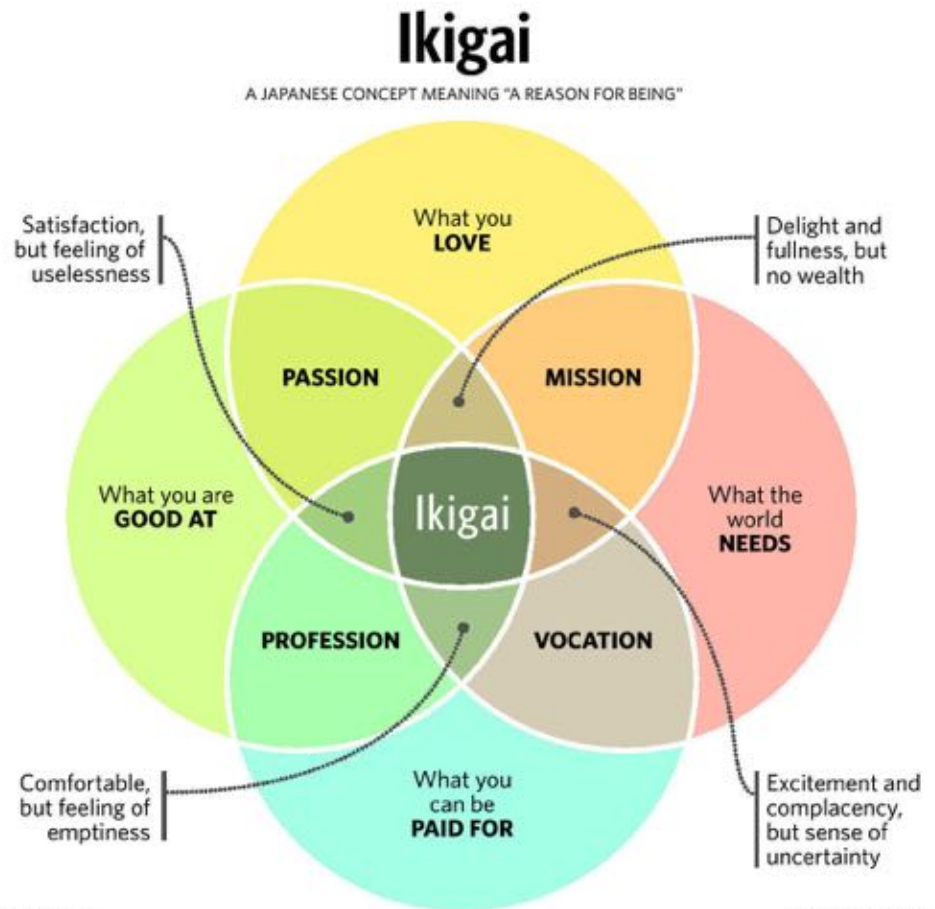 Ikigai
A JAPANESE CONCEPT MEANING “A REASON FOR BEING”
What you
LOVE
Satisfaction,
but feeling of
uselessness
Delight and
fullness, but
no wealth
PASSION
MISSION
What you are
GOOD AT
Ikigai
What the
world
NEEDS
PROFESSION
VOCATION
Comfortable,
but feeling of
emptiness
What you
can be
PAID FOR
Excitement and
complacency,
but sense of
uncertainty